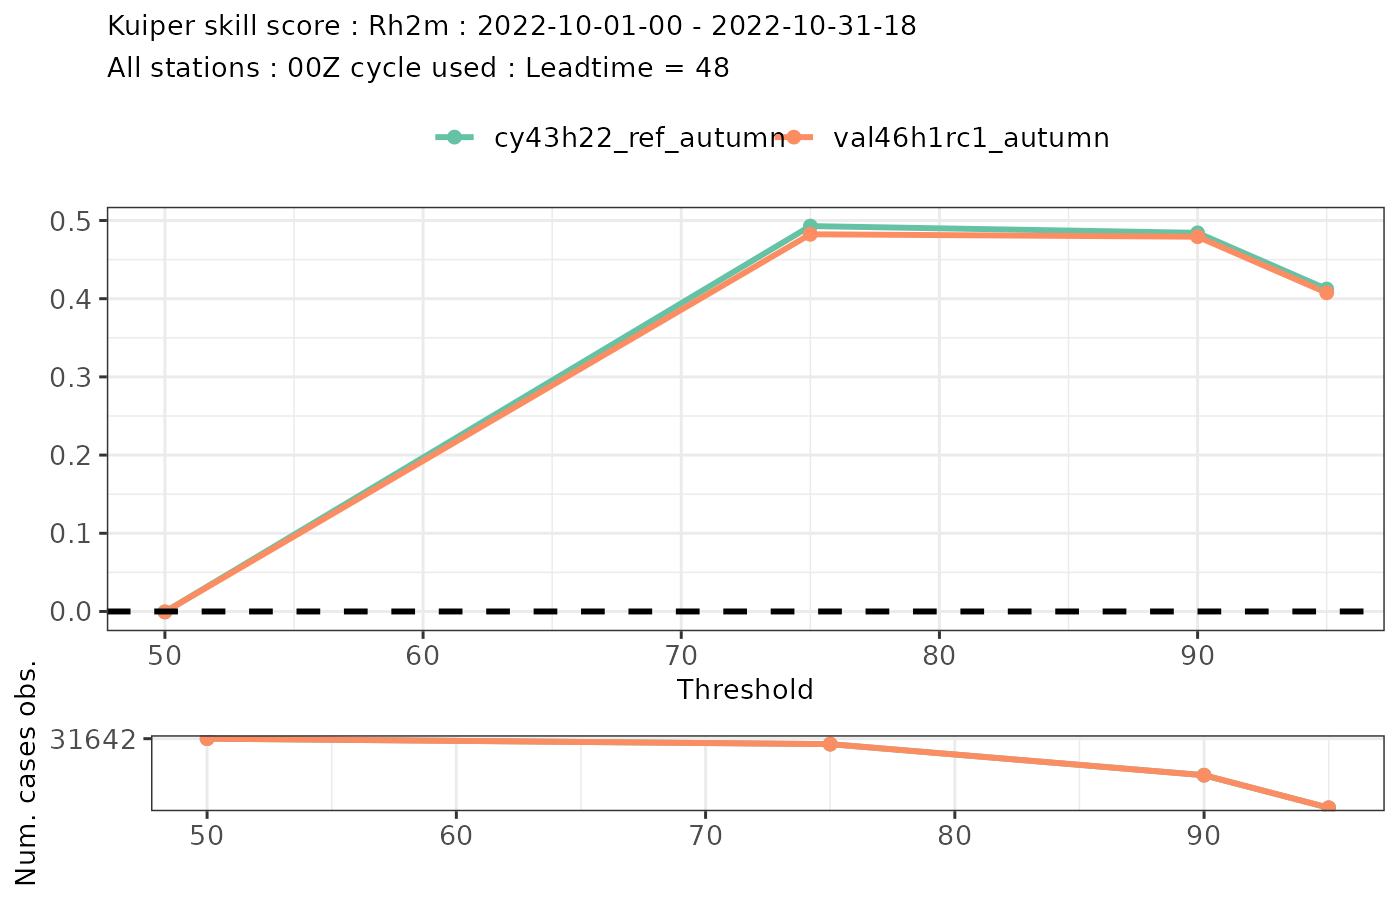 Kuiper skill score : Rh2m : 2022-10-01-00 - 2022-10-31-18
All stations : 00Z cycle used : Leadtime = 48
cy43h22_ref_autumn val46h1rc1_autumn
0.5
0.4
0.3
0.2
0.1
0.0
50 60 70 80 90
Threshold
Num. cases obs.
31642
50 60 70 80 90